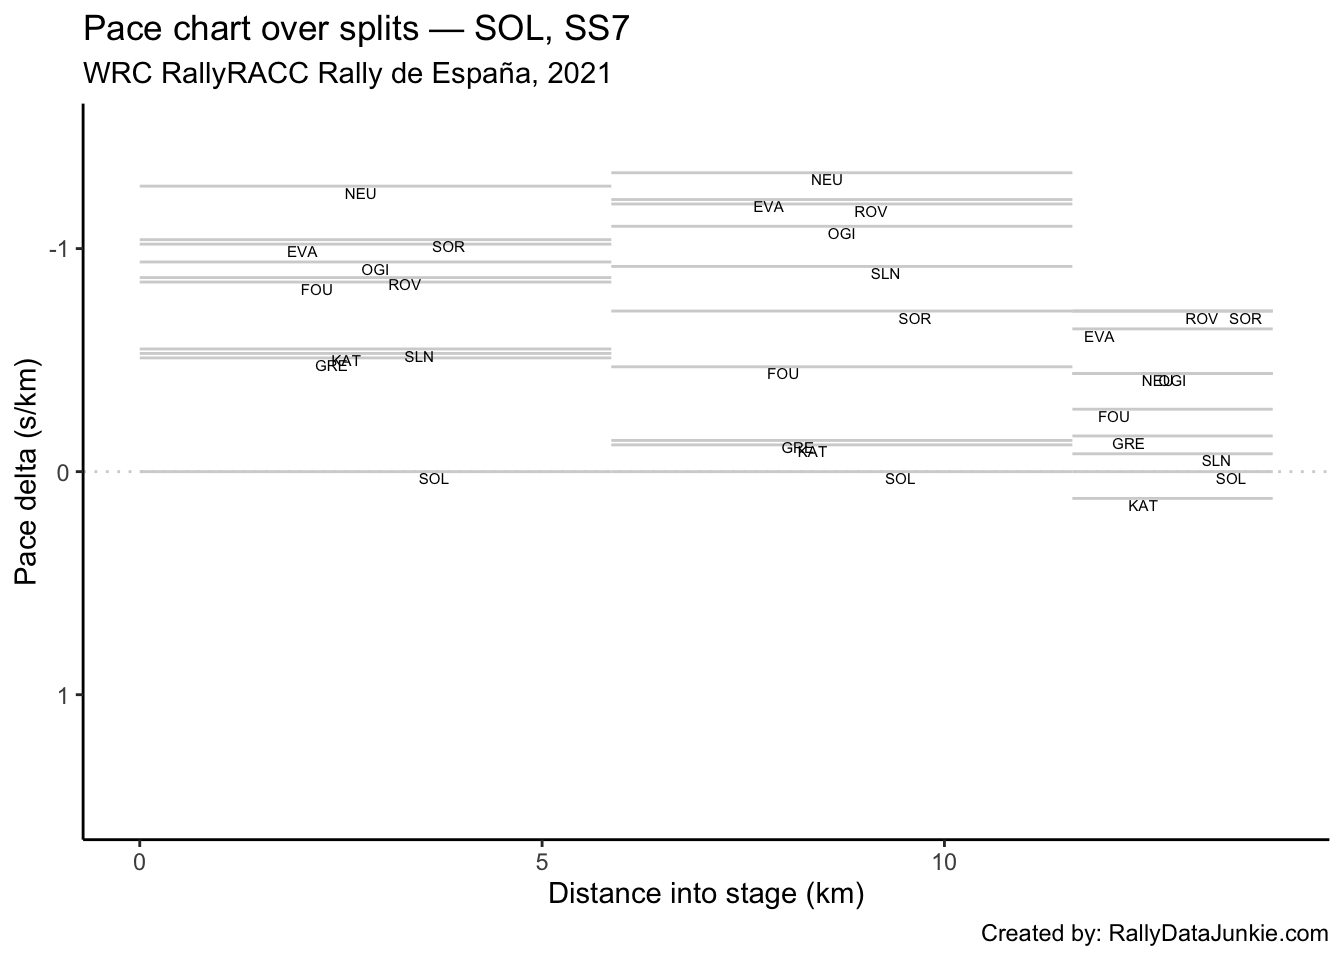 Pace chart over splits — SOL, SS7
WRC RallyRACC Rally de España, 2021
NEU
NEU
EVA
ROV
OGI
-1
SOR
EVA
OGI
SLN
ROV
FOU
SOR
ROV SOR
EVA
KAT
SLN
GRE
FOU
NEU
OGI
FOU
GRE
GRE
KAT
SLN
0
SOL
SOL
SOL
KAT
1
Pace delta (s/km)
0 5 10
Distance into stage (km)
Created by: RallyDataJunkie.com